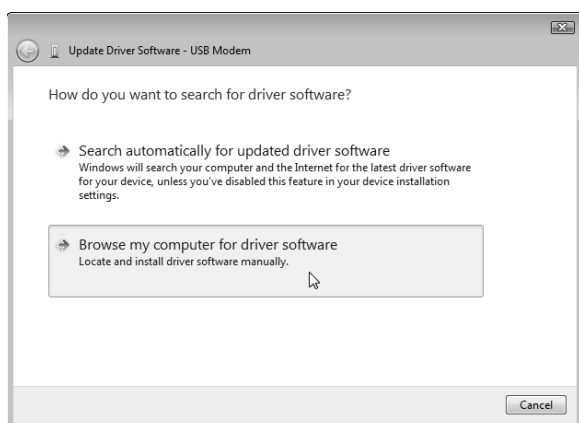 Update Driver Software - USB Modem
How do you want to search for driver software?
Search automatically for updated driver software
Windows will search your computer and the Internet for the latest driver software
for your device, unless you've disabled this feature in your device installation
settings.
Browse my computer for driver software
Locate and install driver software manually.
Cancel